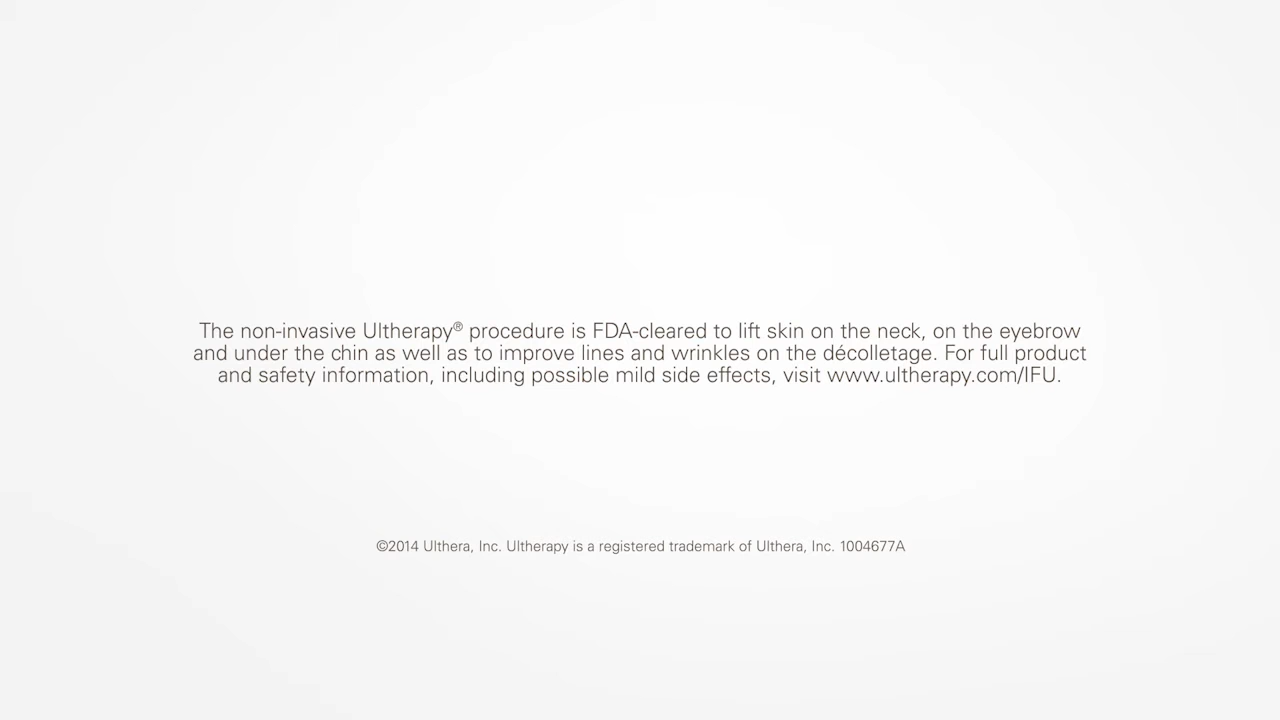 The non-invasive Ultherapy® procedure is FDA-cleared to lift skin on the neck, on the eyebrow
and under the chin as well as to improve lines and wrinkles on the décolletage. For full product
and safety information, including possible mild side effects, visit www.ultherapy.com/IFU.
©2014 Ulthera, Inc. Ultherapy is a registered trademark of Ulthera, Inc. 1004677A